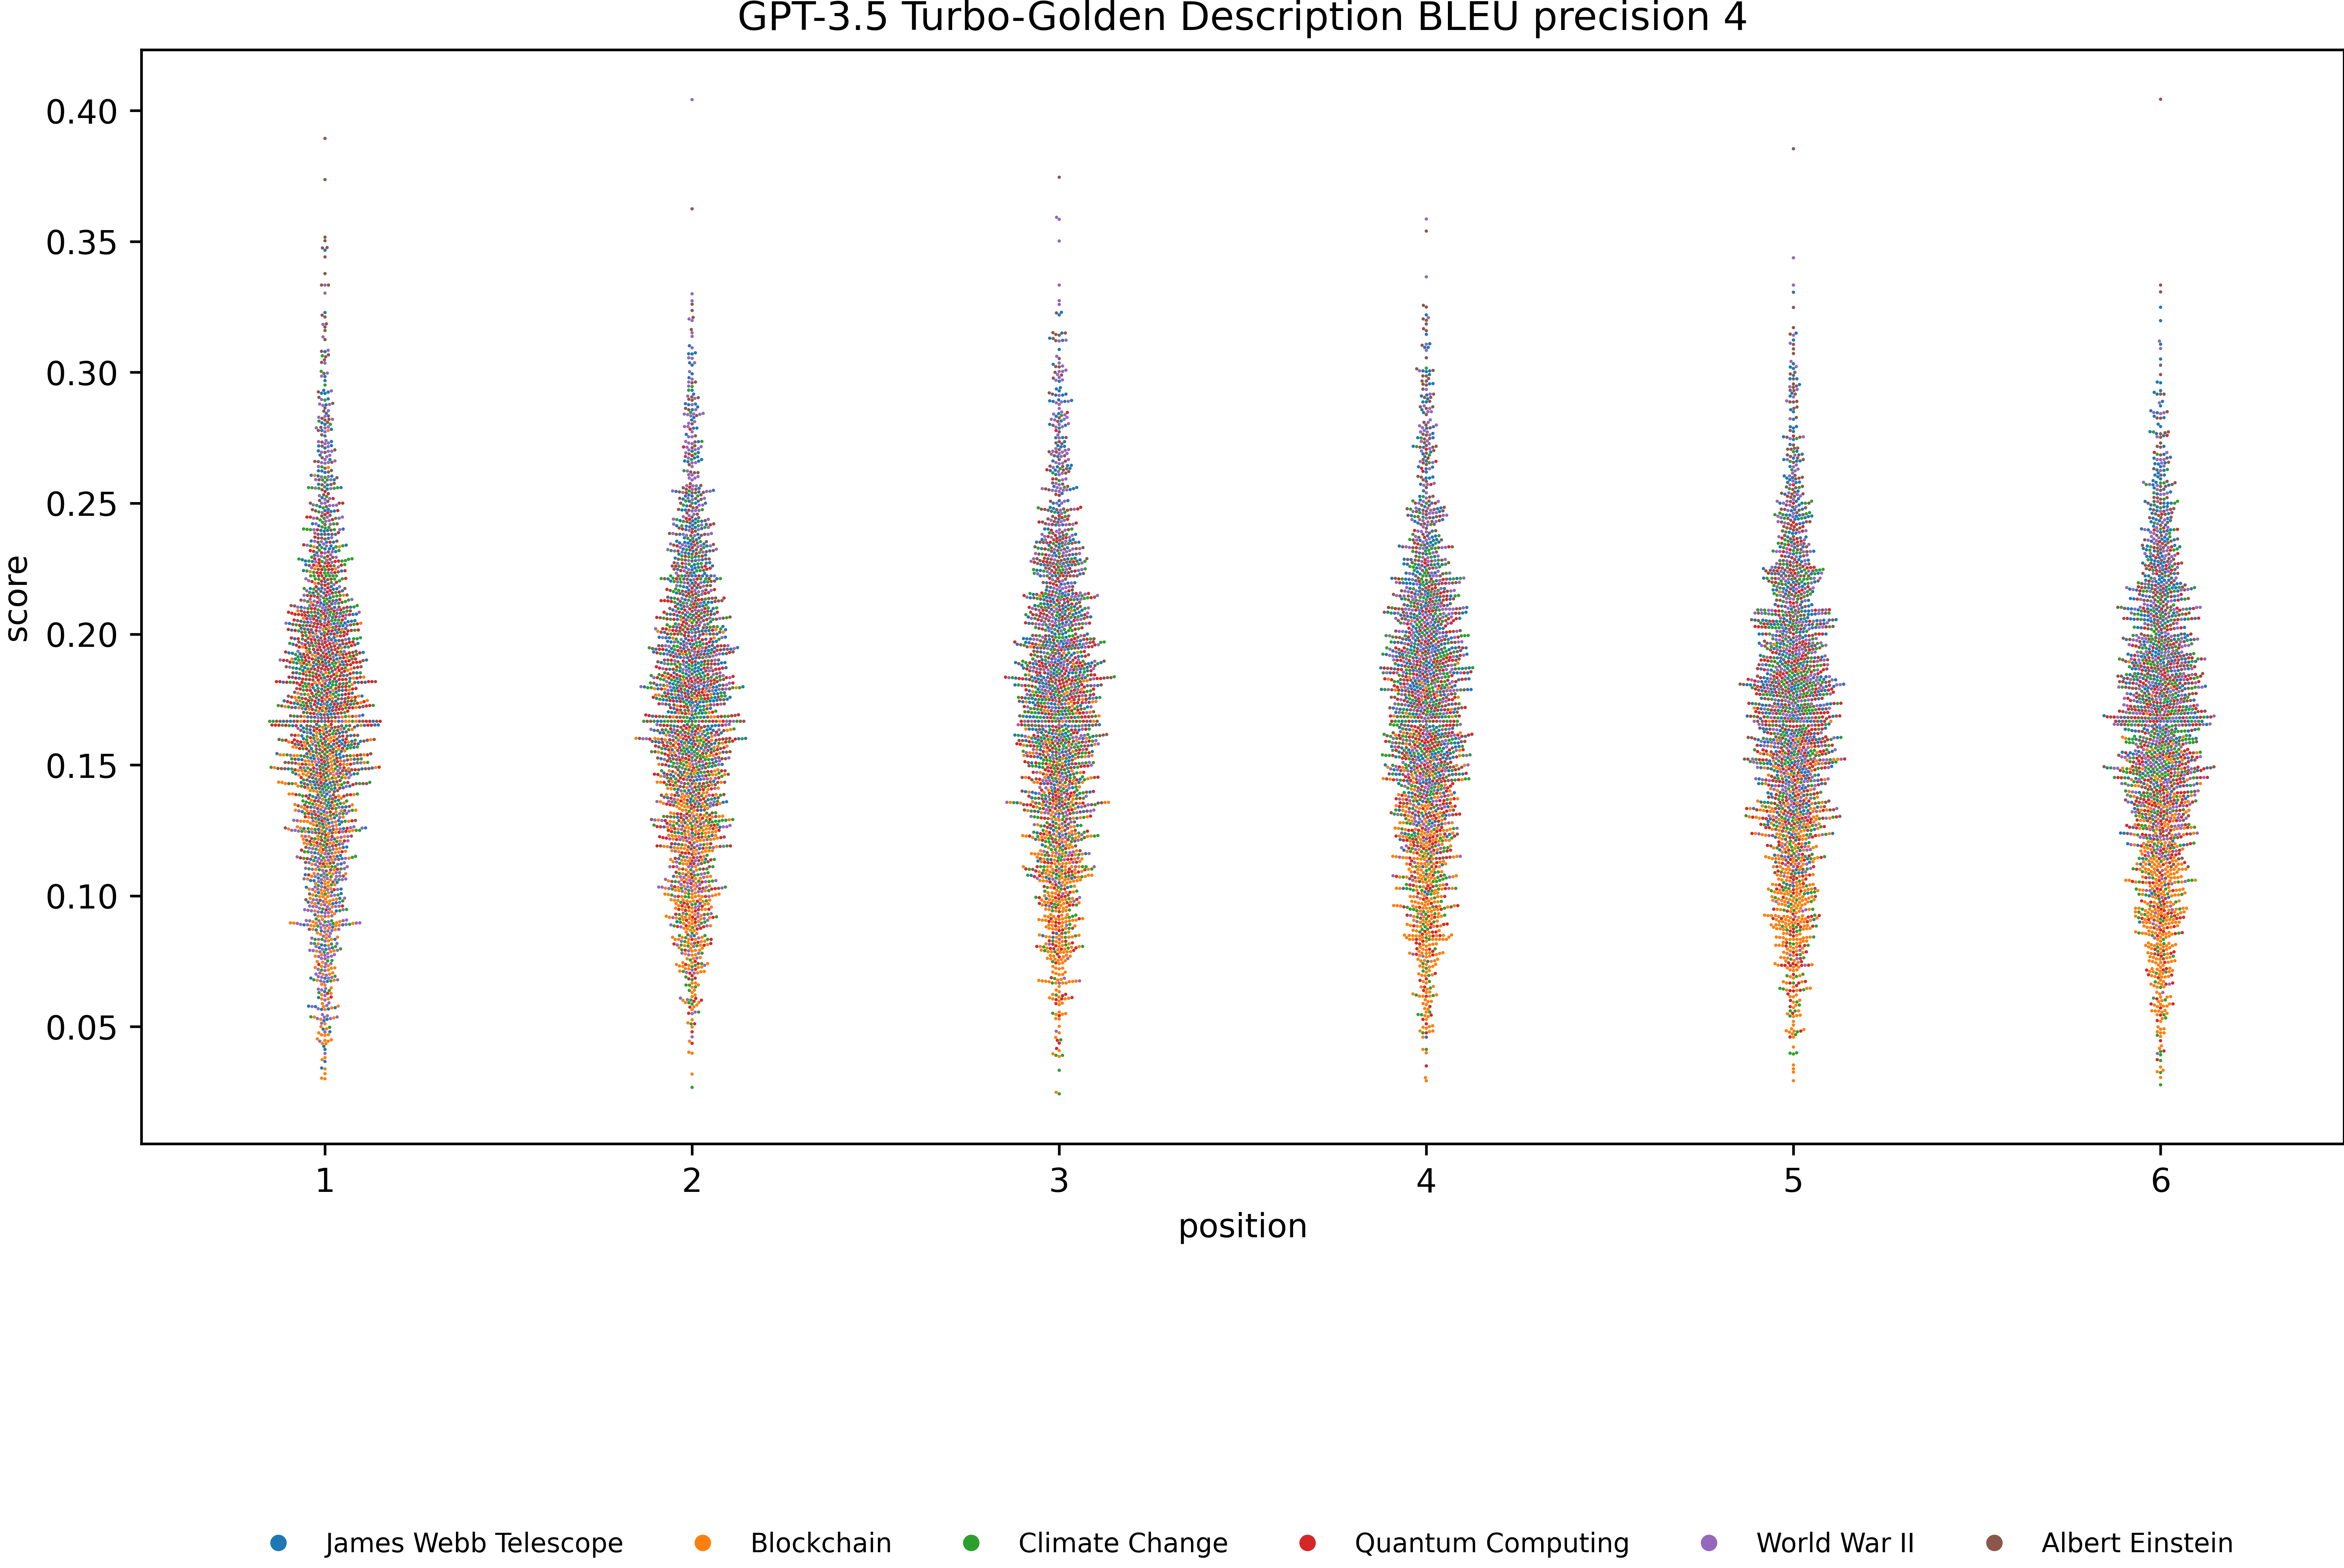 GPT-3.5 Turbo-Golden Description BLEU precision 4
score
0.40
0.35
0.30
0.25
0.20
0.15
0.10
0.05
1 2 3 4 5 6
position
James Webb Telescope Blockchain Climate Change Quantum Computing World War II Albert Einstein